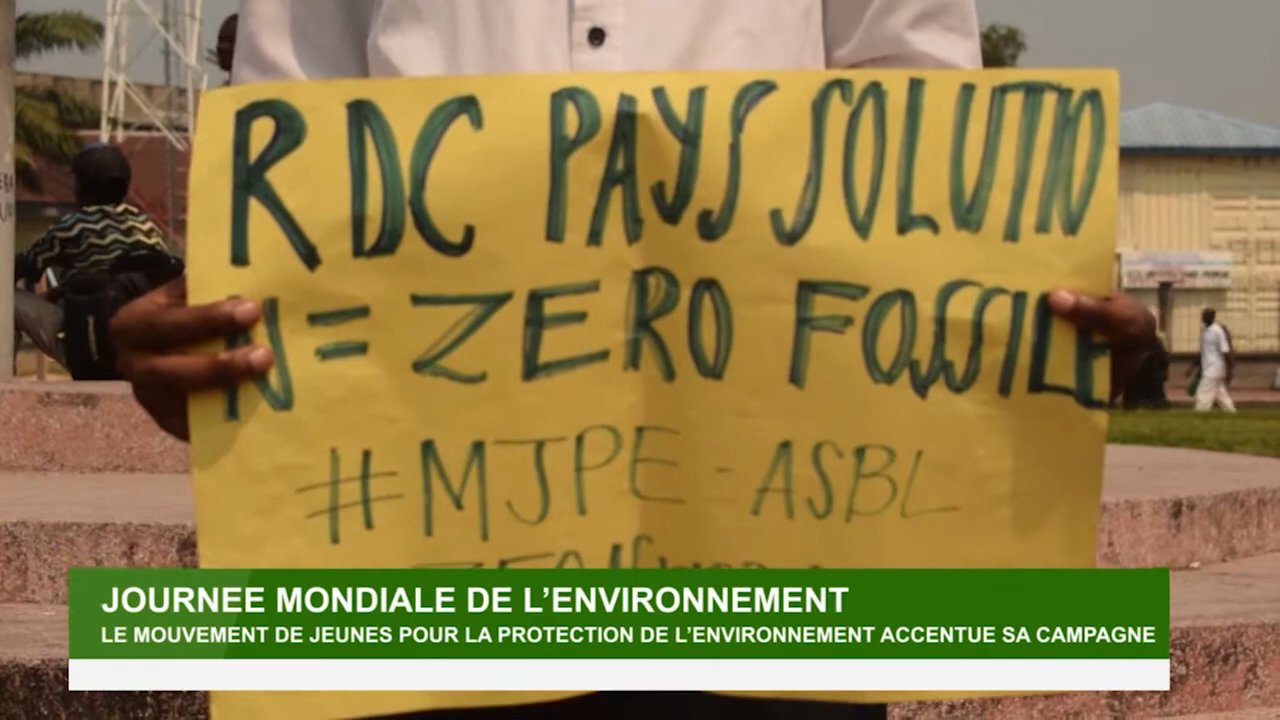 RDC PAYS SOLUTIO
N = ZERO FOSSILE
#MJPE - ASBL
JOURNEE MONDIALE DE L'ENVIRONNEMENT
LE MOUVEMENT DE JEUNES POUR LA PROTECTION DE L'ENVIRONNEMENT ACCENTUE SA CAMPAGNE